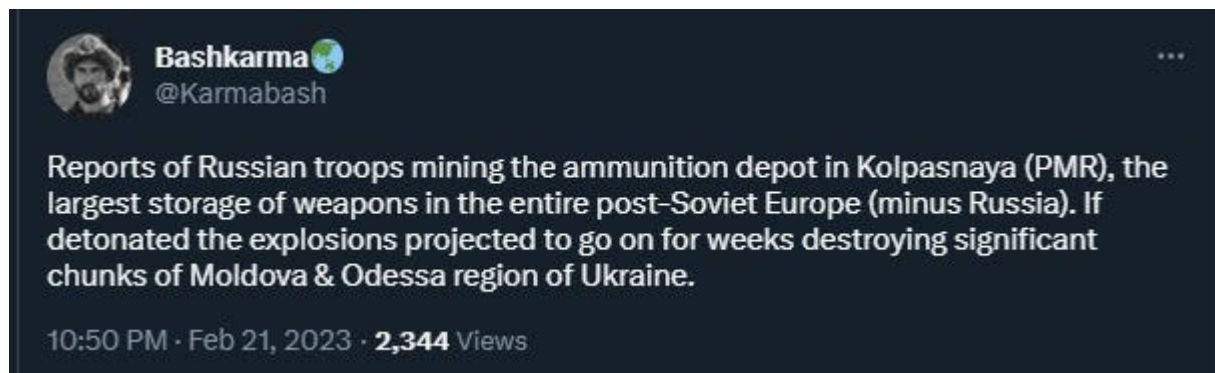 Bashkarma🌏
@Karmabash
Reports of Russian troops mining the ammunition depot in Kolpasnaya (PMR), the
largest storage of weapons in the entire post-Soviet Europe (minus Russia). If
detonated the explosions projected to go on for weeks destroying significant
chunks of Moldova & Odessa region of Ukraine.
10:50 PM · Feb 21, 2023 · 2,344 Views